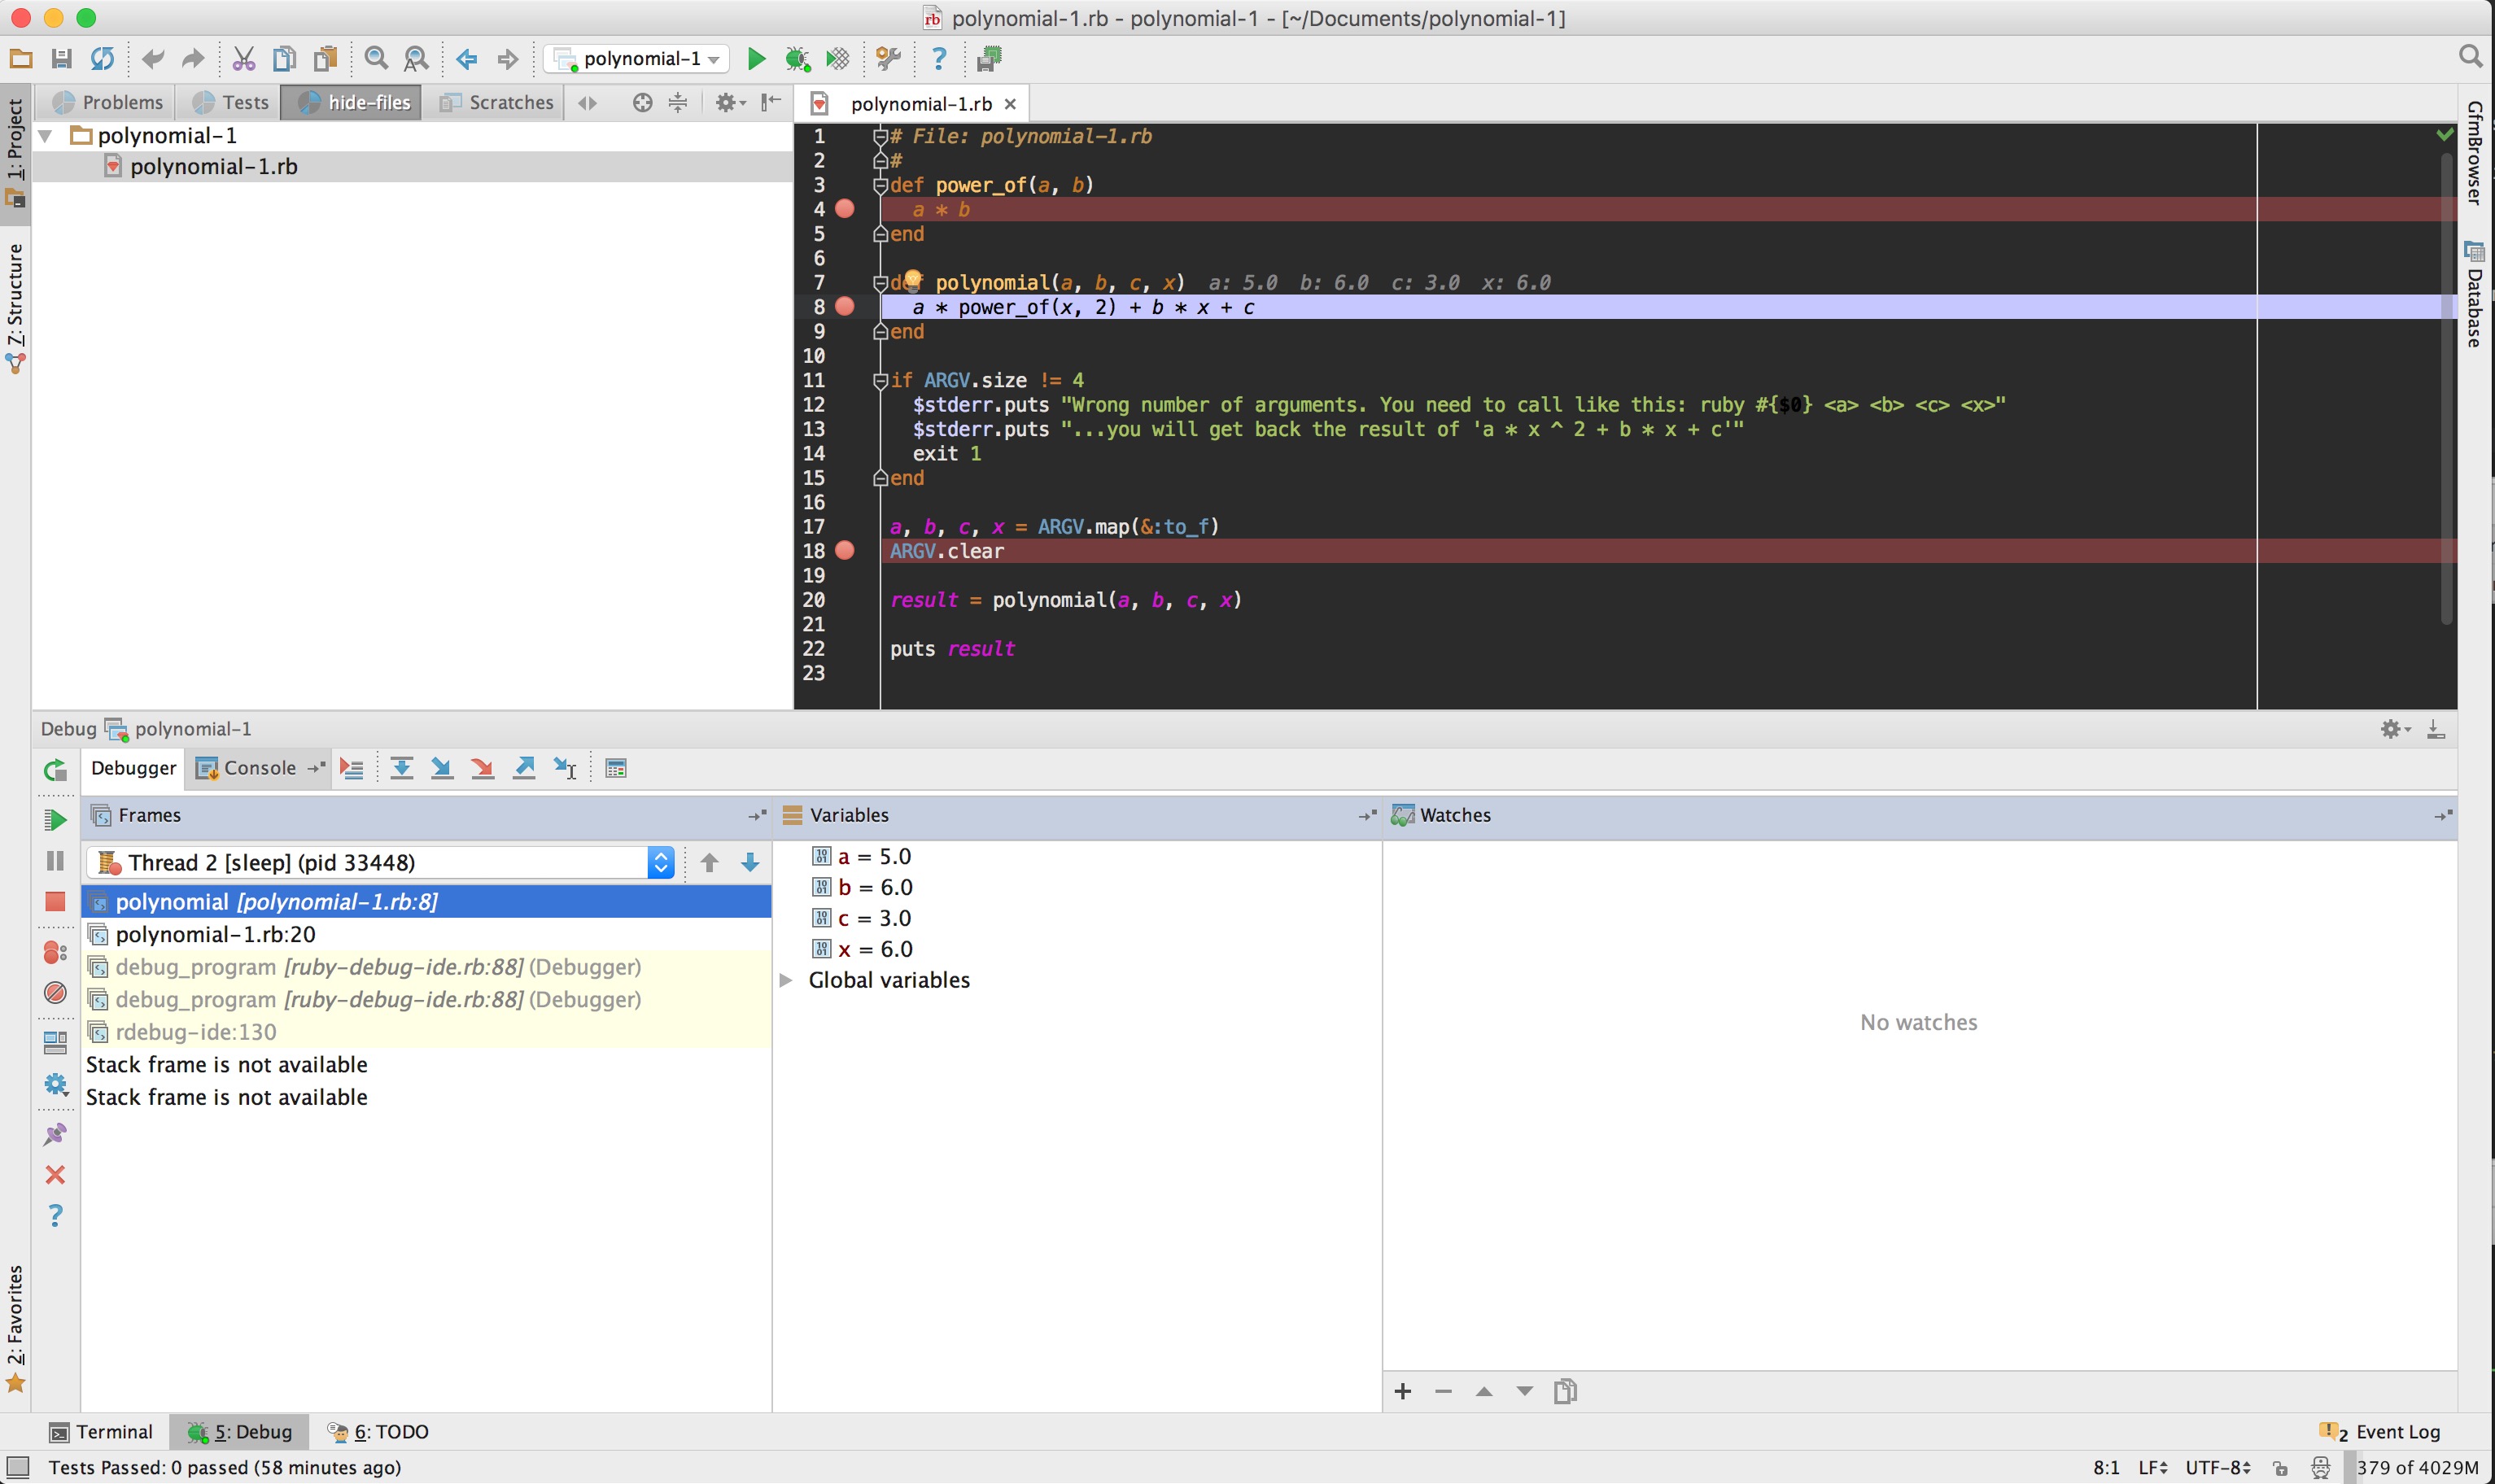 polynomial-1.rb - polynomial-1 - [~/Documents/polynomial-1]
polynomial-1
Problems Tests hide-files Scratches
polynomial-1.rb
1: Project
Z: Structure
2: Favorites
GfmBrowser
Database
polynomial-1
polynomial-1.rb
1 # File: polynomial-1.rb
2 #
3 def power_of(a, b)
4 a * b
5 end
6
7 def polynomial(a, b, c, x) a: 5.0 b: 6.0 c: 3.0 x: 6.0
8 a * power_of(x, 2) + b * x + c
9 end
10
11 if ARGV.size != 4
12 $stderr.puts "Wrong number of arguments. You need to call like this: ruby #{$0} <a> <b> <c> <x>"
13 $stderr.puts "...you will get back the result of 'a * x ^ 2 + b * x + c'"
14 exit 1
15 end
16
17 a, b, c, x = ARGV.map(&:to_f)
18 ARGV.clear
19
20 result = polynomial(a, b, c, x)
21
22 puts result
23
Debug polynomial-1
Debugger Console
Frames
Thread 2 [sleep] (pid 33448)
polynomial [polynomial-1.rb:8]
polynomial-1.rb:20
debug_program [ruby-debug-ide.rb:88] (Debugger)
debug_program [ruby-debug-ide.rb:88] (Debugger)
rdebug-ide:130
Stack frame is not available
Stack frame is not available
Variables
a = 5.0
b = 6.0
c = 3.0
x = 6.0
Global variables
Watches
No watches
Terminal 5: Debug 6: TODO
2 Event Log
Tests Passed: 0 passed (58 minutes ago)
8:1 LF UTF-8 379 of 4029M